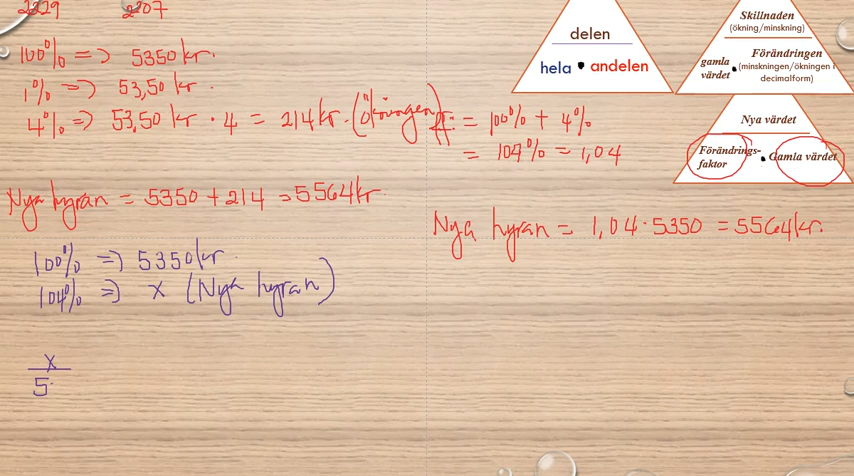 2229 2207
100% => 5350 kr.
1% => 53,50 kr.
4% => 53,50 kr · 4 = 214 kr. (ökningen)
Nya hyran = 5350 + 214 = 5564 kr.
100% => 5350 kr.
104% => x (Nya hyran)
x
5
delen
hela • andelen
Skillnaden
(ökning/minskning)
gamla värdet
Förändringen
(minskningen/ökningen i
decimalform)
Nya värdet
Förändrings-
faktor
Gamla värdet
ff: = 100% + 4%
= 104% = 1,04
Nya hyran = 1,04 · 5350 = 5564 kr.